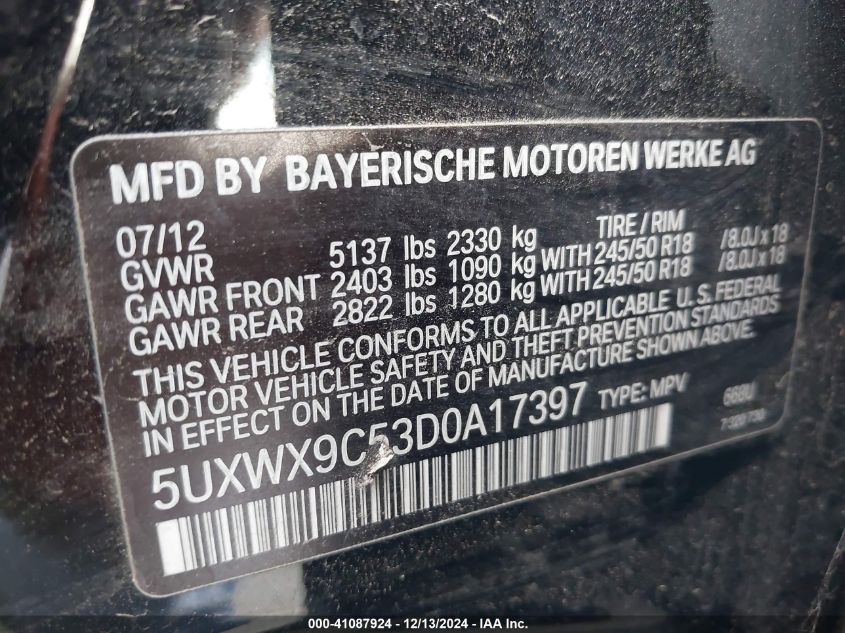 MFD BY BAYERISCHE MOTOREN WERKE AG
07/12 TIRE / RIM
GVWR 5137 lbs 2330 kg
GAWR FRONT 2403 lbs 1090 kg WITH 245/50 R18 /8.0J x 18
GAWR REAR 2822 lbs 1280 kg WITH 245/50 R18 /8.0J x 18
THIS VEHICLE CONFORMS TO ALL APPLICABLE U.S. FEDERAL
MOTOR VEHICLE SAFETY AND THEFT PREVENTION STANDARDS
IN EFFECT ON THE DATE OF MANUFACTURE SHOWN ABOVE.
5UXWX9C53D0A17397 TYPE: MPV 668U
000-41087924 - 12/13/2024 - IAA Inc.